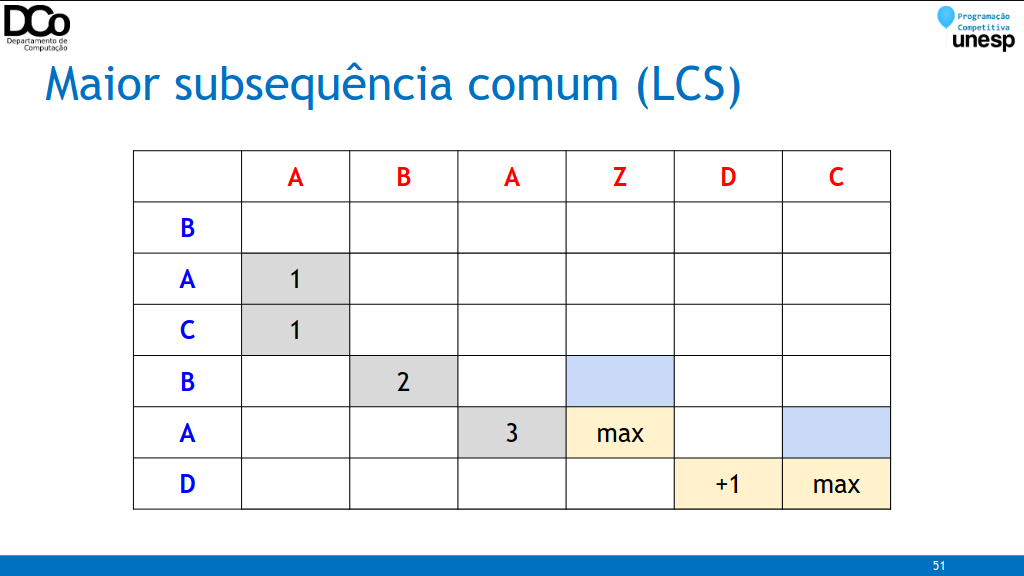 DCo
Departamento de
Computação
Programação
Competitiva
unesp
Maior subsequência comum (LCS)
A B A Z D C
B
A 1
C 1
B 2
A 3 max
D +1 max
51